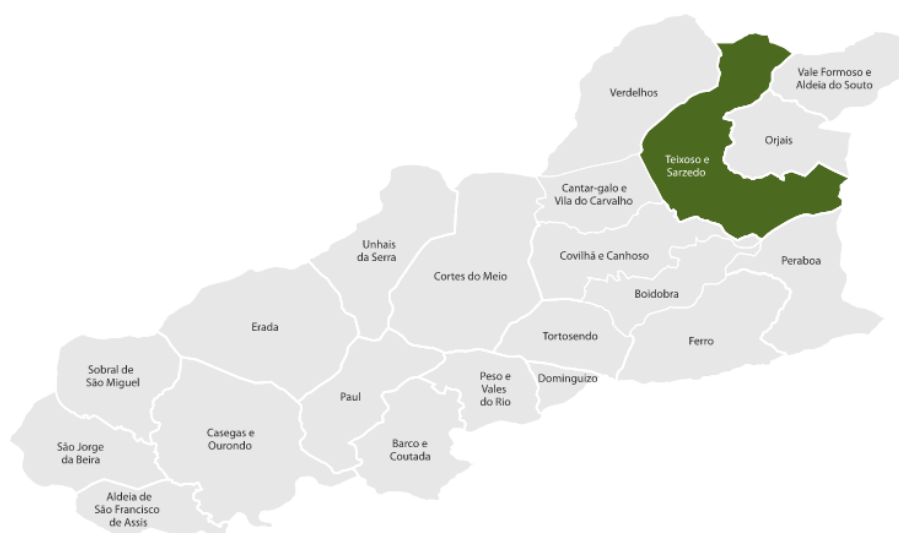 Vale Formoso e
Aldeia do Souto
Verdelhos
Orjais
Teixoso e
Sarzedo
Cantar-galo e
Vila do Carvalho
Unhais
da Serra
Covilhã e Canhoso
Peraboa
Cortes do Meio
Boidobra
Erada
Tortosendo
Ferro
Sobral de
São Miguel
Peso e
Vales
do Rio
Dominguizo
Paul
Casegas e
Ourondo
Barco e
Coutada
São Jorge
da Beira
Aldeia de
São Francisco
de Assis